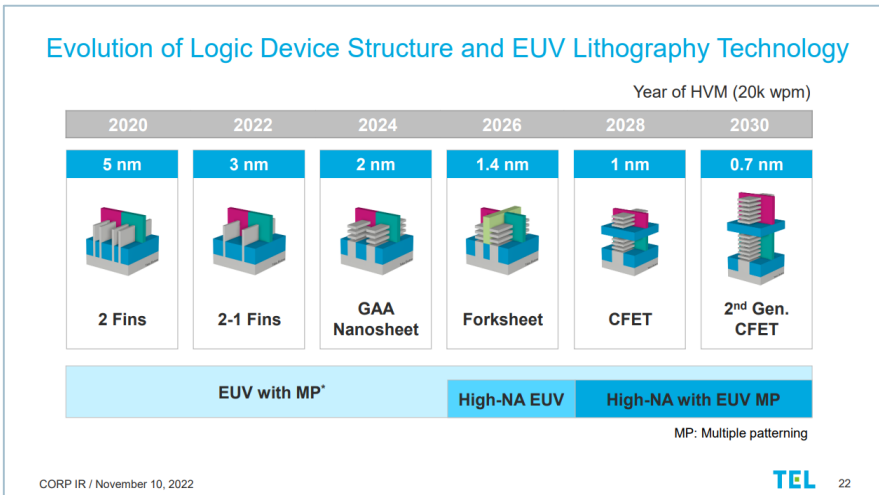 Evolution of Logic Device Structure and EUV Lithography Technology
Year of HVM (20k wpm)
2020 2022 2024 2026 2028 2030
5 nm 3 nm 2 nm 1.4 nm 1 nm 0.7 nm
2 Fins
2-1 Fins
GAA
Nanosheet
Forksheet
CFET
2nd Gen.
CFET
EUV with MP*
High-NA EUV
High-NA with EUV MP
MP: Multiple patterning
CORP IR / November 10, 2022
TEL
22